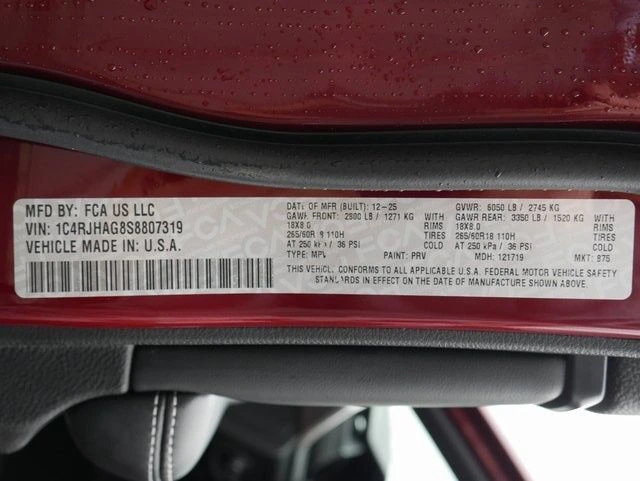 MFD BY: FCA US LLC
VIN: 1C4RJHAG8S8807319
VEHICLE MADE IN U.S.A.
DATE OF MFR (BUILT): 12-25 GVWR: 6050 LB / 2745 KG
GAWR FRONT: 2800 LB / 1271 KG WITH GAWR REAR: 3350 LB / 1520 KG WITH
18X8.0 RIMS 18X8.0 RIMS
265/60R18 110H TIRES 265/60R18 110H TIRES
AT 250 kPa / 36 PSI COLD AT 250 kPa / 36 PSI COLD
TYPE: MPV PAINT: PRV MDH: 121719 MKT: 875
THIS VEHICLE CONFORMS TO ALL APPLICABLE U.S.A. FEDERAL MOTOR VEHICLE SAFETY
STANDARDS IN EFFECT ON THE DATE OF MANUFACTURE SHOWN ABOVE.